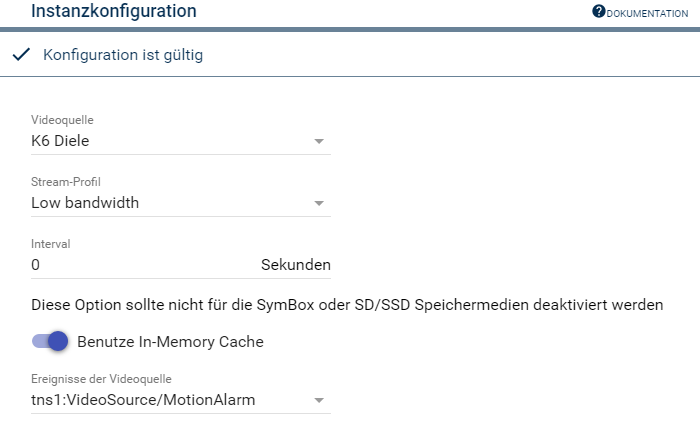 Instanzkonfiguration
? DOKUMENTATION
Konfiguration ist gültig
Videoquelle
K6 Diele
Stream-Profil
Low bandwidth
Interval
0 Sekunden
Diese Option sollte nicht für die SymBox oder SD/SSD Speichermedien deaktiviert werden
Benutze In-Memory Cache
Ereignisse der Videoquelle
tns1:VideoSource/MotionAlarm